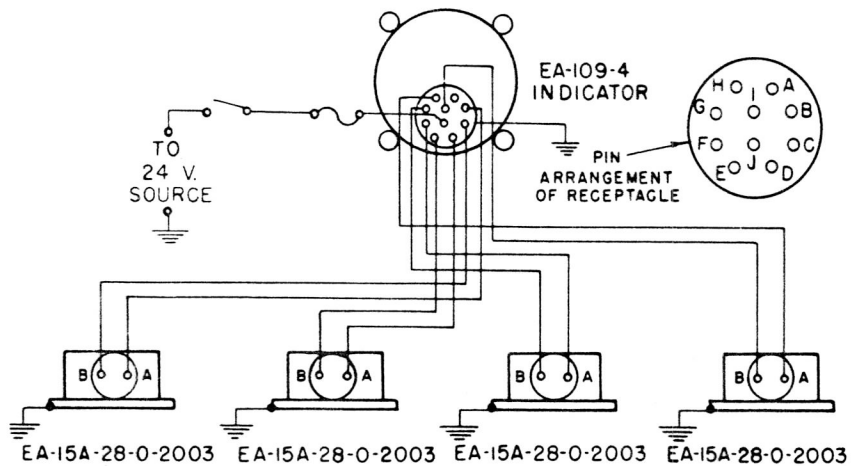 EA-109-4
INDICATOR
TO
24 V.
SOURCE
H
I
A
G
B
F
C
E
J
D
PIN
ARRANGEMENT
OF RECEPTAGLE
B A
B A
B A
B A
EA-15A-28-0-2003
EA-15A-28-0-2003
EA-15A-28-0-2003
EA-15A-28-0-2003